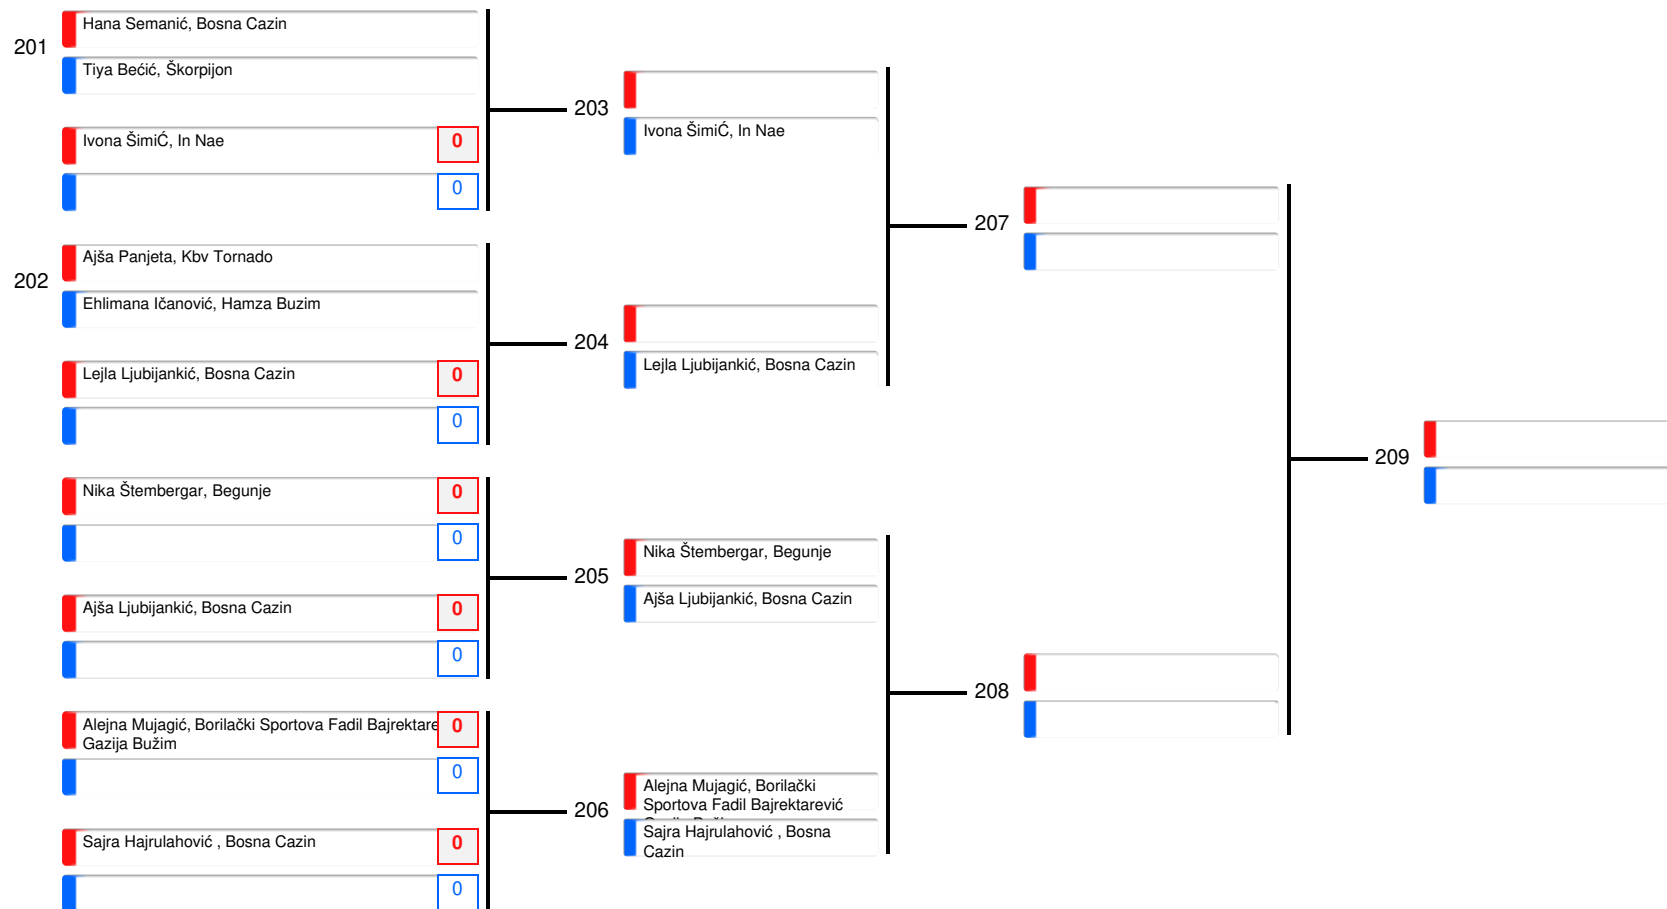 Hana Semanić, Bosna Cazin
201
Tiya Bećić, Škorpijon
203
Ivona ŠimiĆ, In Nae
Ivona ŠimiĆ, In Nae 0
0
207
Ajša Panjeta, Kbv Tornado
202
Ehlimana Ičanović, Hamza Buzim
204
Lejla Ljubijankić, Bosna Cazin
Lejla Ljubijankić, Bosna Cazin 0
0
209
Nika Štembergar, Begunje 0
0
Nika Štembergar, Begunje
205
Ajša Ljubijankić, Bosna Cazin
Ajša Ljubijankić, Bosna Cazin 0
0
208
Alejna Mujagić, Borilački Sportova Fadil Bajrektare 0
Gazija Bužim
0
Alejna Mujagić, Borilački
Sportova Fadil Bajrektarević
206
Sajra Hajrulahović , Bosna
Cazin
Sajra Hajrulahović , Bosna Cazin 0
0